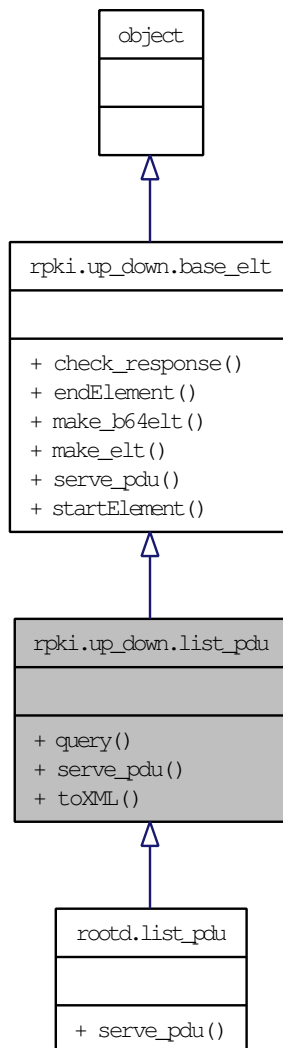 object
rpki.up_down.base_elt
+ check_response()
+ endElement()
+ make_b64elt()
+ make_elt()
+ serve_pdu()
+ startElement()
rpki.up_down.list_pdu
+ query()
+ serve_pdu()
+ toXML()
rootd.list_pdu
+ serve_pdu()